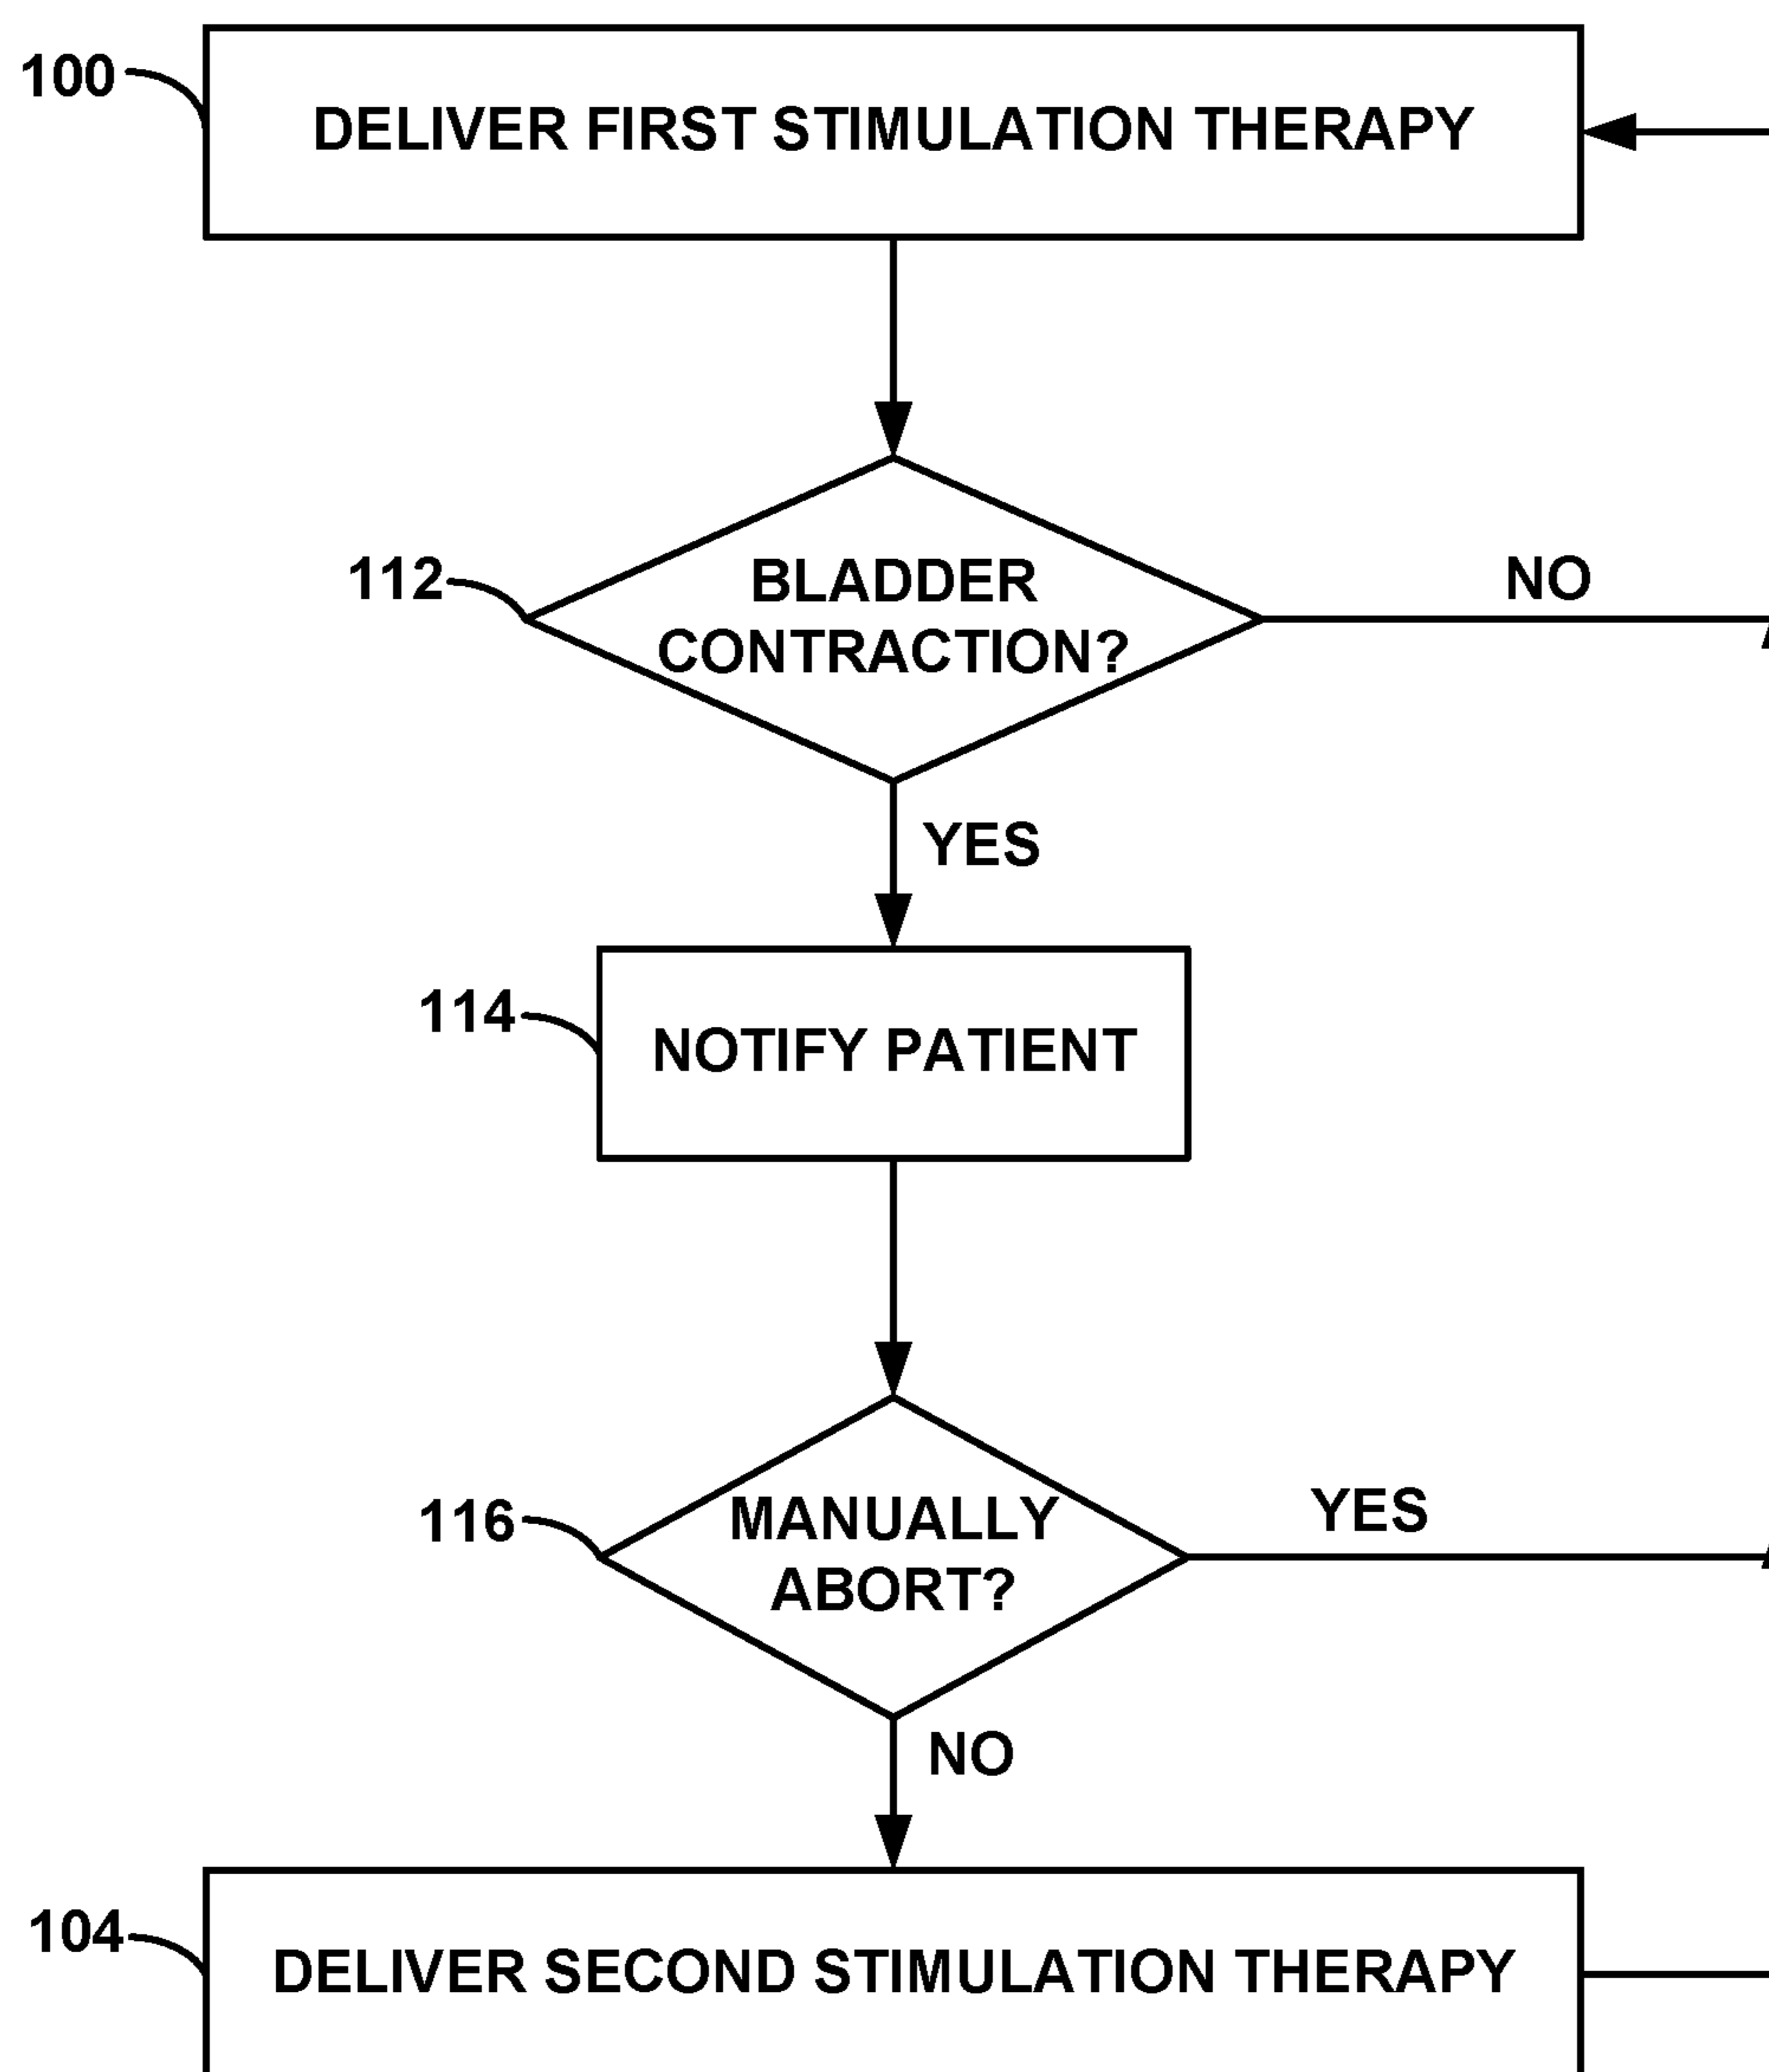 100
DELIVER FIRST STIMULATION THERAPY
112
BLADDER
CONTRACTION?
NO
YES
114
NOTIFY PATIENT
116
MANUALLY
ABORT?
YES
NO
104
DELIVER SECOND STIMULATION THERAPY